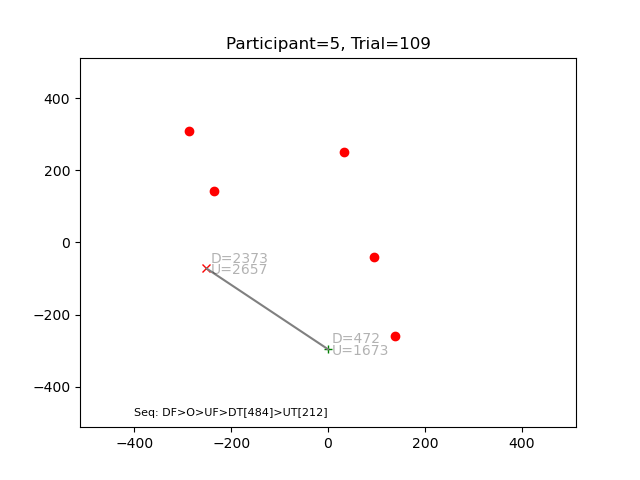 Participant=5, Trial=109
400
200
0
−200
−400
D=2373
U=2657
D=472
U=1673
Seq: DF>O>UF>DT[484]>UT[212]
−400
−200
0
200
400